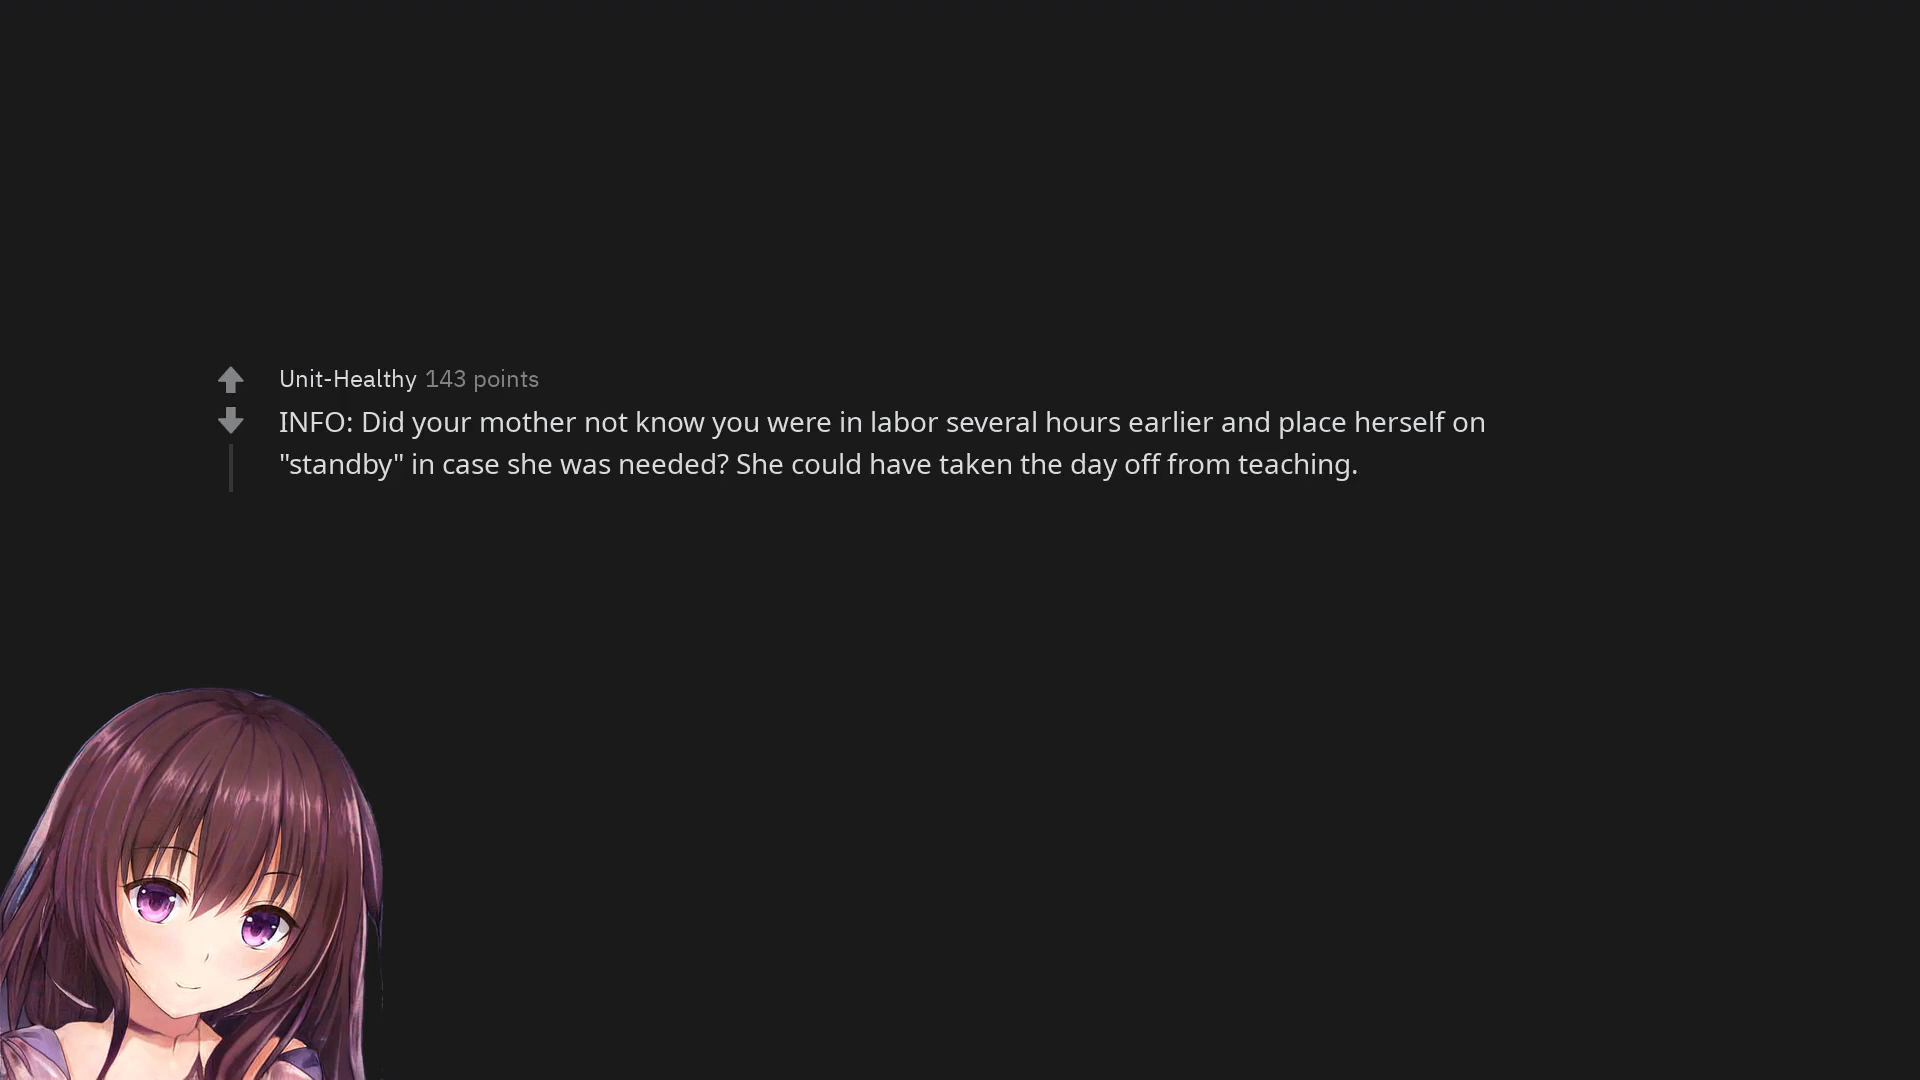 Unit-Healthy 143 points
INFO: Did your mother not know you were in labor several hours earlier and place herself on
"standby" in case she was needed? She could have taken the day off from teaching.